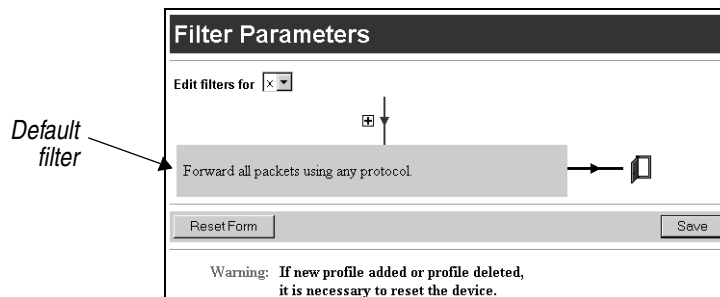 Filter Parameters
Edit filters for x
Default
filter
Forward all packets using any protocol.
Reset Form
Save
Warning: If new profile added or profile deleted,
it is necessary to reset the device.